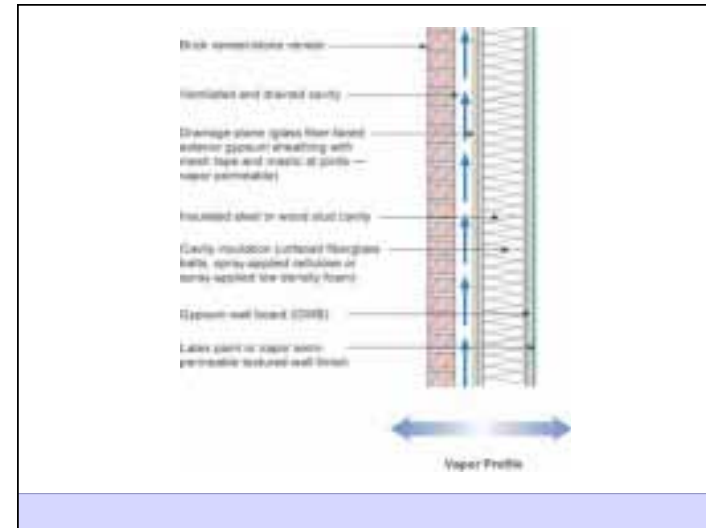 Brick veneer/stone veneer
Ventilated and drained cavity
Drainage plane (glass fiber faced
exterior gypsum sheathing with
mesh tape and mastic at joints —
vapor permeable)
Insulated steel or wood stud cavity
Cavity insulation (unfaced fiberglass
batts, spray-applied cellulose or
spray-applied low density foam)
Gypsum wall board (GWB)
Latex paint or vapor semi-
permeable textured wall finish
Vapor Profile